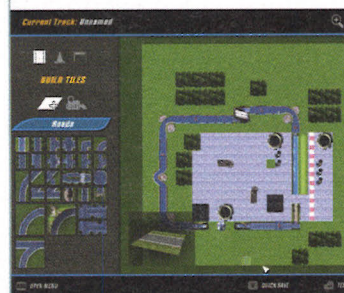 Current Track: Unnamed
BUILD TILES
Roads
OPEN MENU
QUICK SAVE